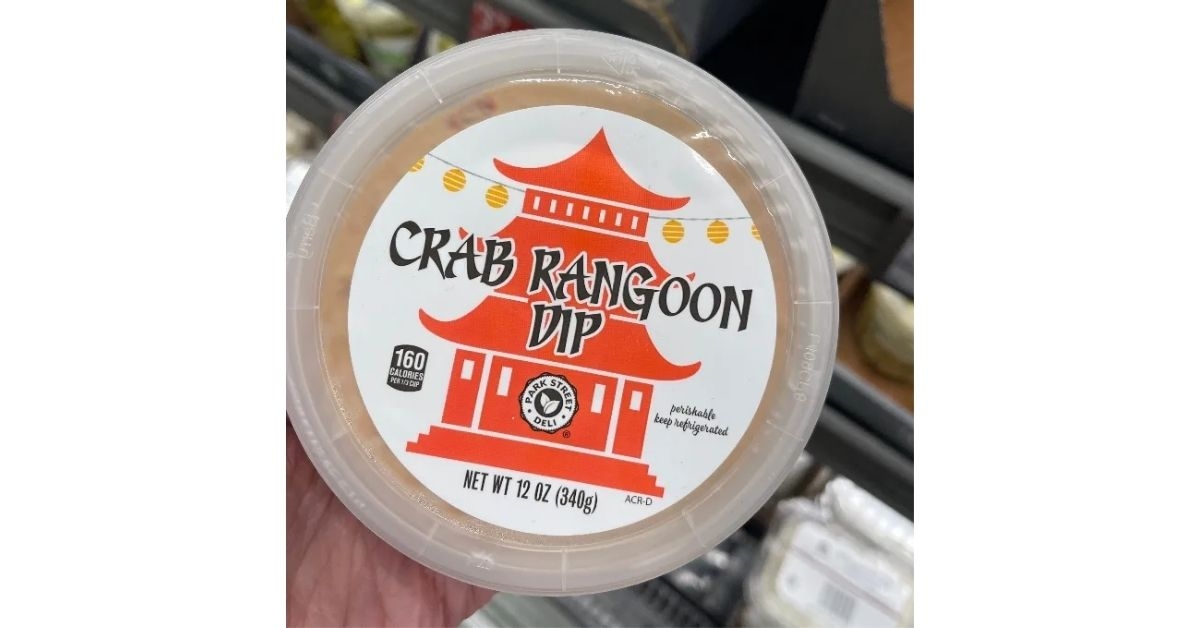 CRAB RANGOON
DIP
160
CALORIES
PER 1/3 CUP
PARK STREET
DELI
®
perishable
keep refrigerated
NET WT 12 OZ (340g)
ACR-D